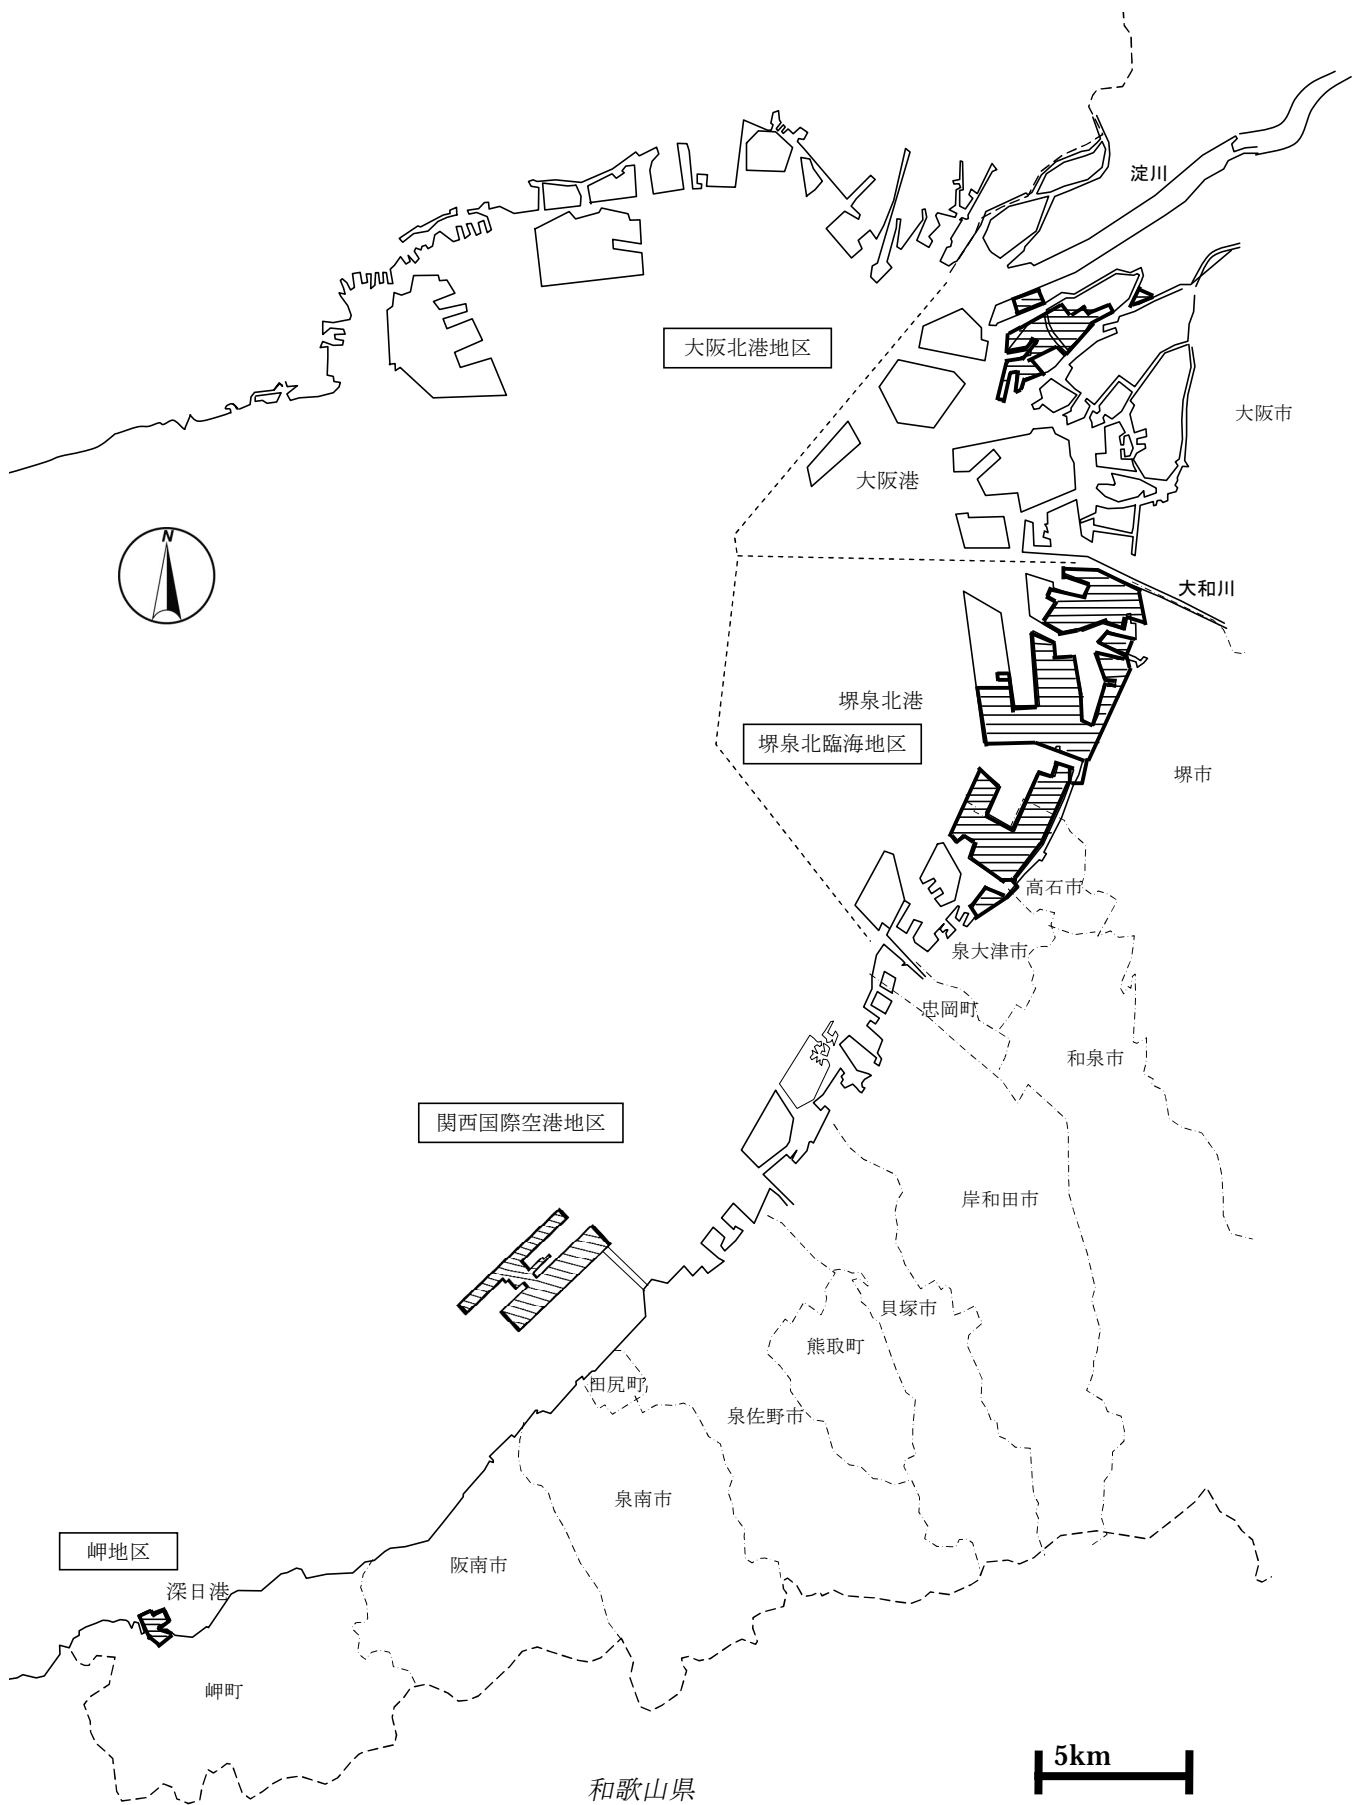 淀川
大阪北港地区
大阪市
大阪港
N
大和川
堺泉北港
堺泉北臨海地区
堺市
高石市
泉大津市
忠岡町
和泉市
関西国際空港地区
岸和田市
貝塚市
熊取町
田尻町
泉佐野市
泉南市
岬地区
阪南市
深日港
岬町
5km
和歌山県